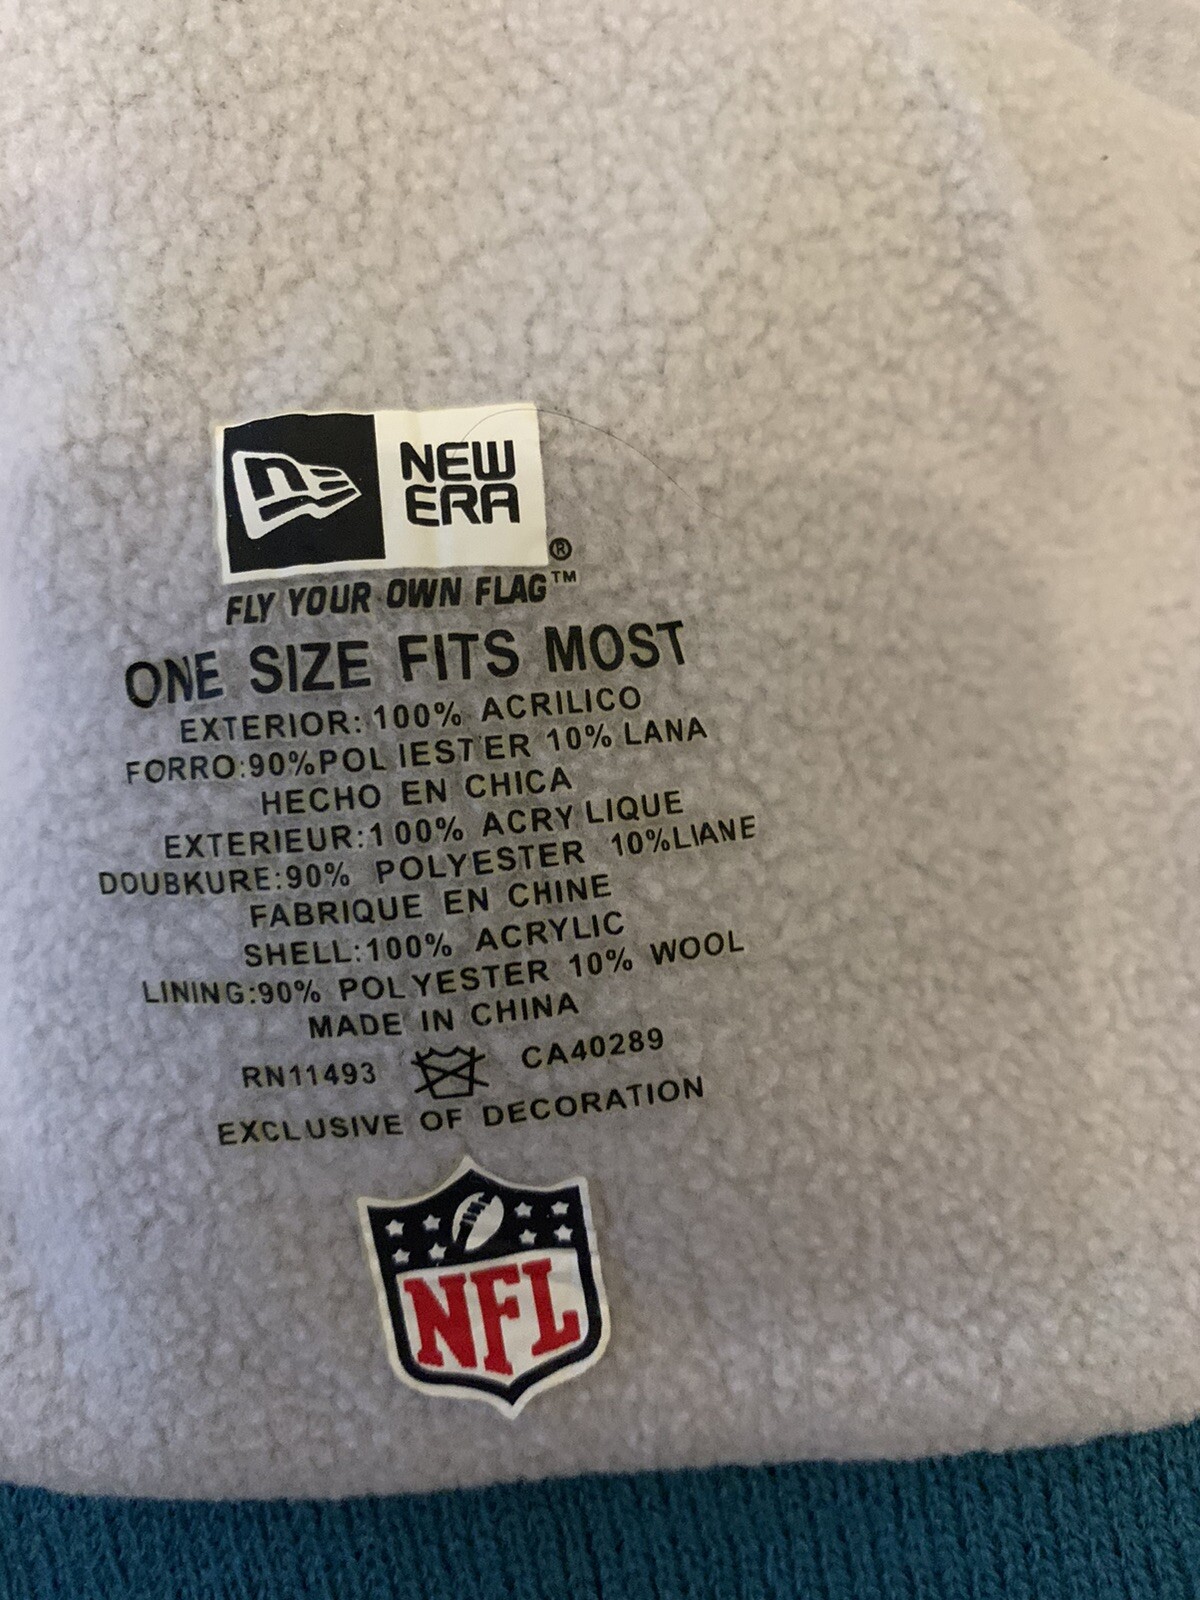 NEW
ERA
®
FLY YOUR OWN FLAG™
ONE SIZE FITS MOST
EXTERIOR: 100% ACRILICO
FORRO:90%POLIESTER 10% LANA
HECHO EN CHICA
EXTERIEUR:100% ACRYLIQUE
DOUBKURE:90% POLYESTER 10%LIANE
FABRIQUE EN CHINE
SHELL:100% ACRYLIC
LINING:90% POLYESTER 10% WOOL
MADE IN CHINA
RN11493 CA40289
EXCLUSIVE OF DECORATION
NFL